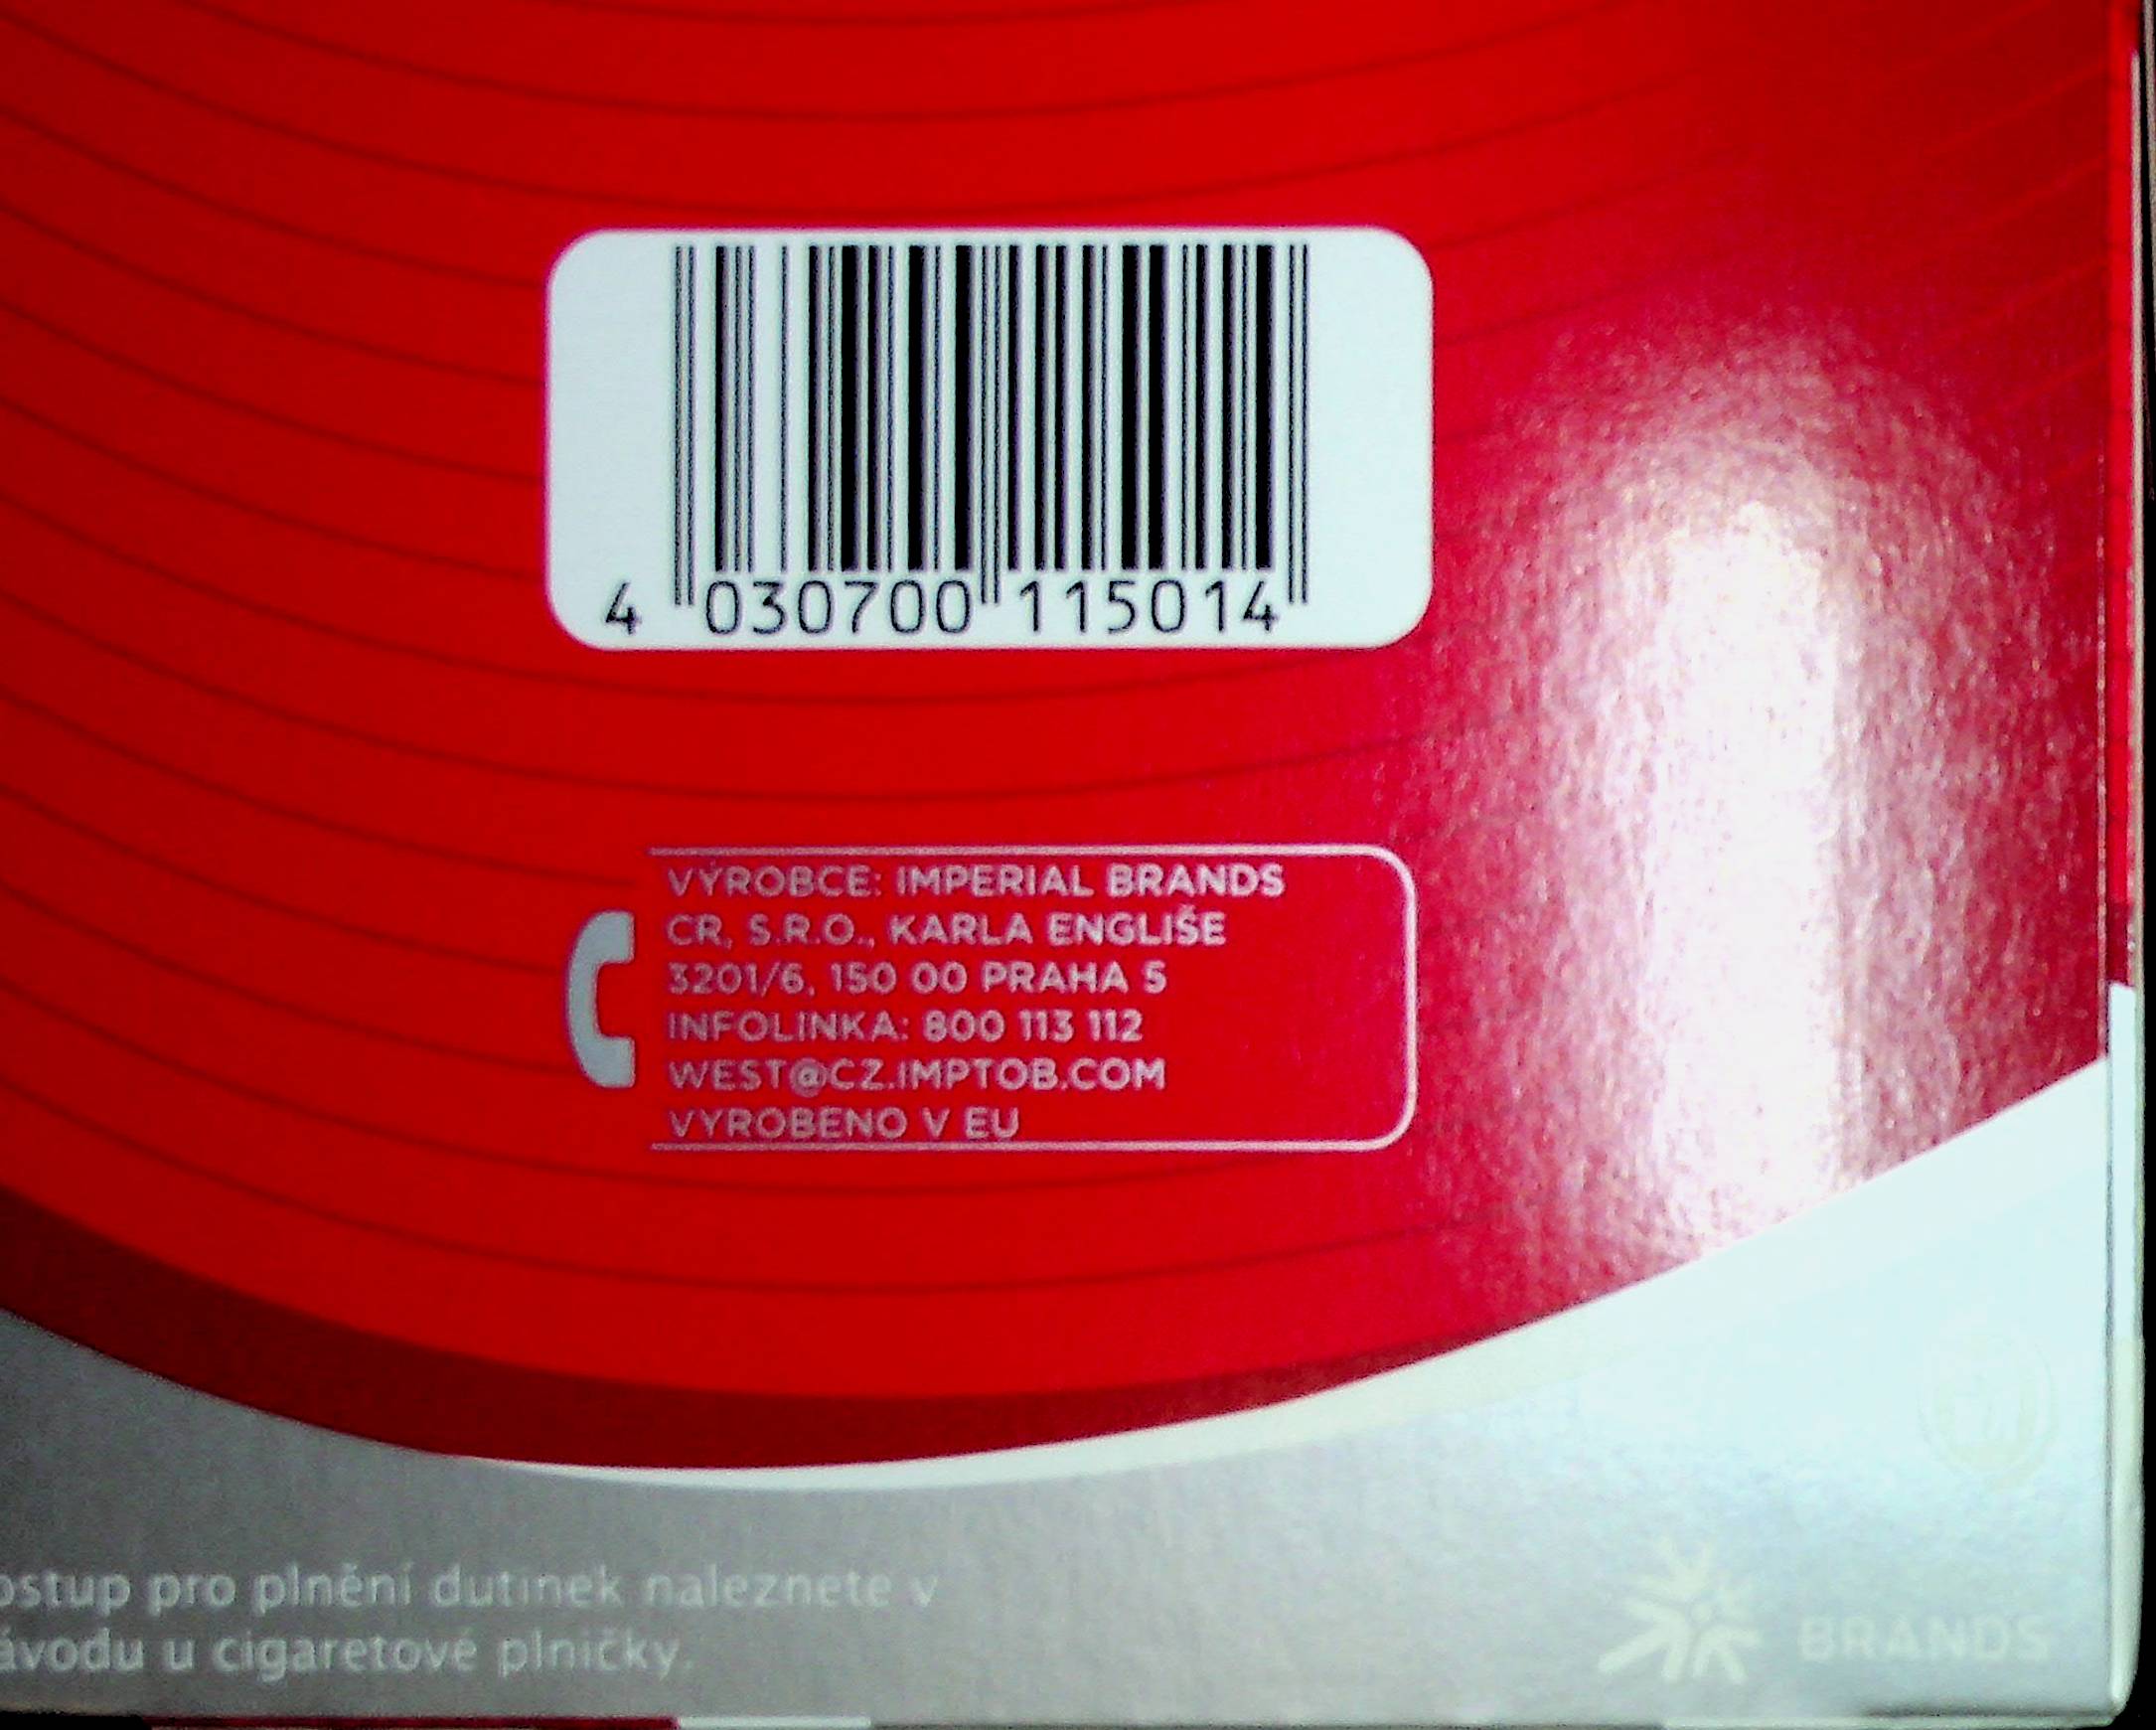 4 030700 115014
VÝROBCE: IMPERIAL BRANDS
CR, S.R.O., KARLA ENGLIŠE
3201/6, 150 00 PRAHA 5
INFOLINKA: 800 113 112
WEST@CZ.IMPTOB.COM
VYROBENO V EU
ostup pro plnění dutinek naleznete v
ávodu u cigaretové plničky.
BRANDS